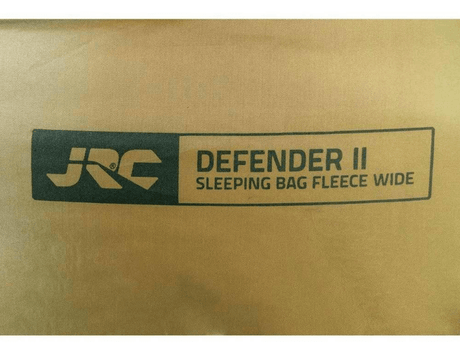 JRC®
DEFENDER II
SLEEPING BAG FLEECE WIDE